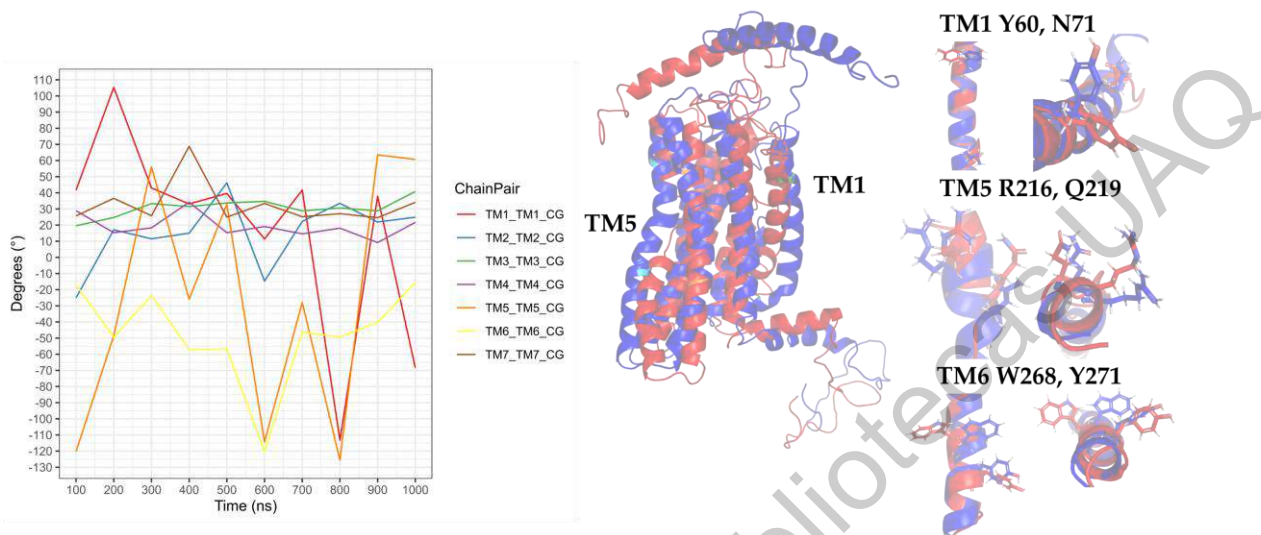 110
100
90
80
70
60
50
40
30
20
10
0
-10
-20
-30
-40
-50
-60
-70
-80
-90
-100
-110
-120
-130
Degrees (°)
100 200 300 400 500 600 700 800 900 1000
Time (ns)
ChainPair
TM1_TM1_CG
TM2_TM2_CG
TM3_TM3_CG
TM4_TM4_CG
TM5_TM5_CG
TM6_TM6_CG
TM7_TM7_CG
TM5
TM1
TM1 Y60, N71
TM5 R216, Q219
TM6 W268, Y271
bliotecas UAQ